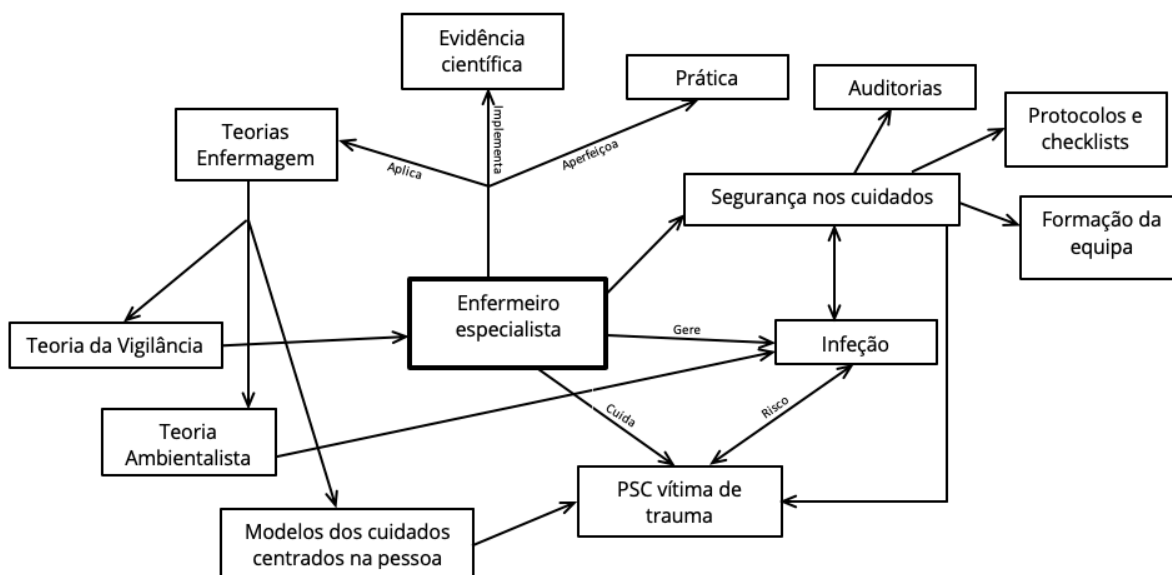 Evidência
científica
Prática
Auditorias
Protocolos e
checklists
Teorias
Enfermagem
Implementa
Aperfeiçoa
Aplica
Segurança nos cuidados
Formação da
equipa
Enfermeiro
especialista
Teoria da Vigilância
Gere
Infeção
Cuida
Risco
Teoria
Ambientalista
PSC vítima de
trauma
Modelos dos cuidados
centrados na pessoa